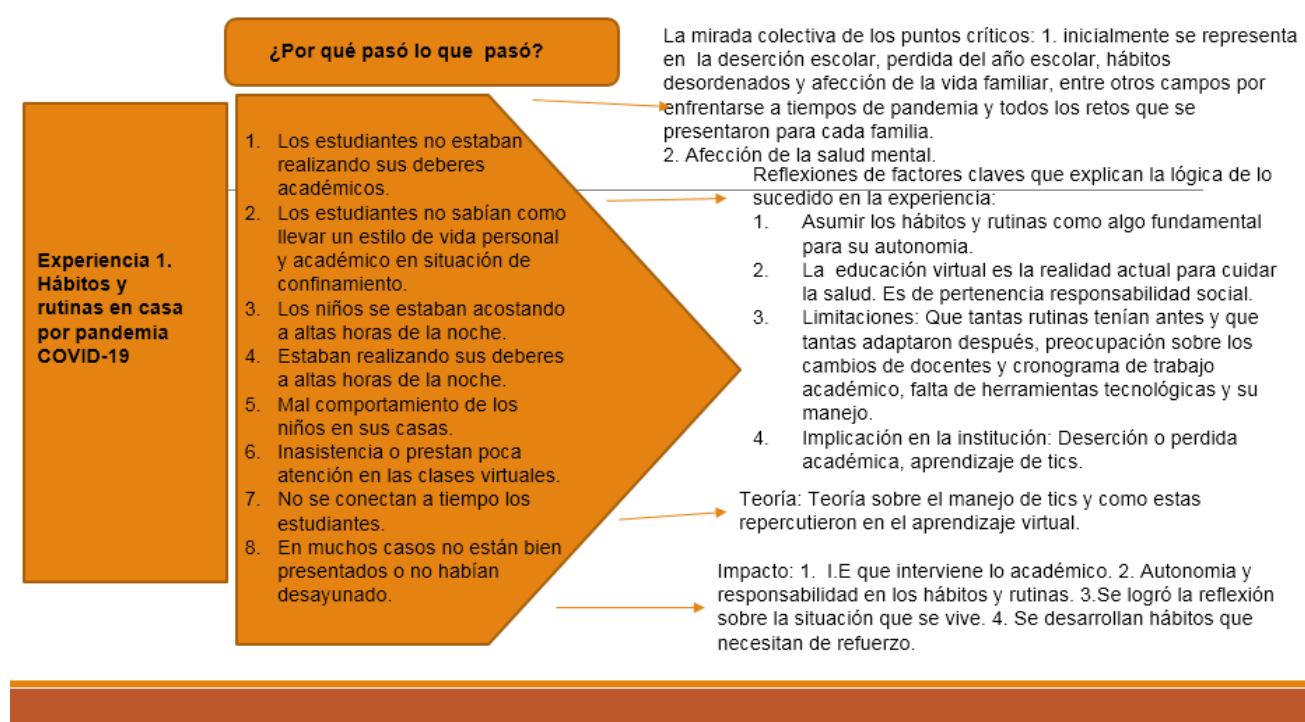 ¿Por qué pasó lo que pasó?
Experiencia 1.
Hábitos y
rutinas en casa
por pandemia
COVID-19
1. Los estudiantes no estaban
realizando sus deberes
académicos.
2. Los estudiantes no sabían como
llevar un estilo de vida personal
y académico en situación de
confinamiento.
3. Los niños se estaban acostando
a altas horas de la noche.
4. Estaban realizando sus deberes
a altas horas de la noche.
5. Mal comportamiento de los
niños en sus casas.
6. Inasistencia o prestan poca
atención en las clases virtuales.
7. No se conectan a tiempo los
estudiantes.
8. En muchos casos no están bien
presentados o no habían
desayunado.
La mirada colectiva de los puntos críticos: 1. inicialmente se representa
en la deserción escolar, perdida del año escolar, hábitos
desordenados y afección de la vida familiar, entre otros campos por
enfrentarse a tiempos de pandemia y todos los retos que se
presentaron para cada familia.
2. Afección de la salud mental.
Reflexiones de factores claves que explican la lógica de lo
sucedido en la experiencia:
1. Asumir los hábitos y rutinas como algo fundamental
para su autonomia.
2. La educación virtual es la realidad actual para cuidar
la salud. Es de pertenencia responsabilidad social.
3. Limitaciones: Que tantas rutinas tenían antes y que
tantas adaptaron después, preocupación sobre los
cambios de docentes y cronograma de trabajo
académico, falta de herramientas tecnológicas y su
manejo.
4. Implicación en la institución: Deserción o perdida
académica, aprendizaje de tics.
Teoría: Teoría sobre el manejo de tics y como estas
repercutieron en el aprendizaje virtual.
Impacto: 1. I.E que interviene lo académico. 2. Autonomia y
responsabilidad en los hábitos y rutinas. 3.Se logró la reflexión
sobre la situación que se vive. 4. Se desarrollan hábitos que
necesitan de refuerzo.